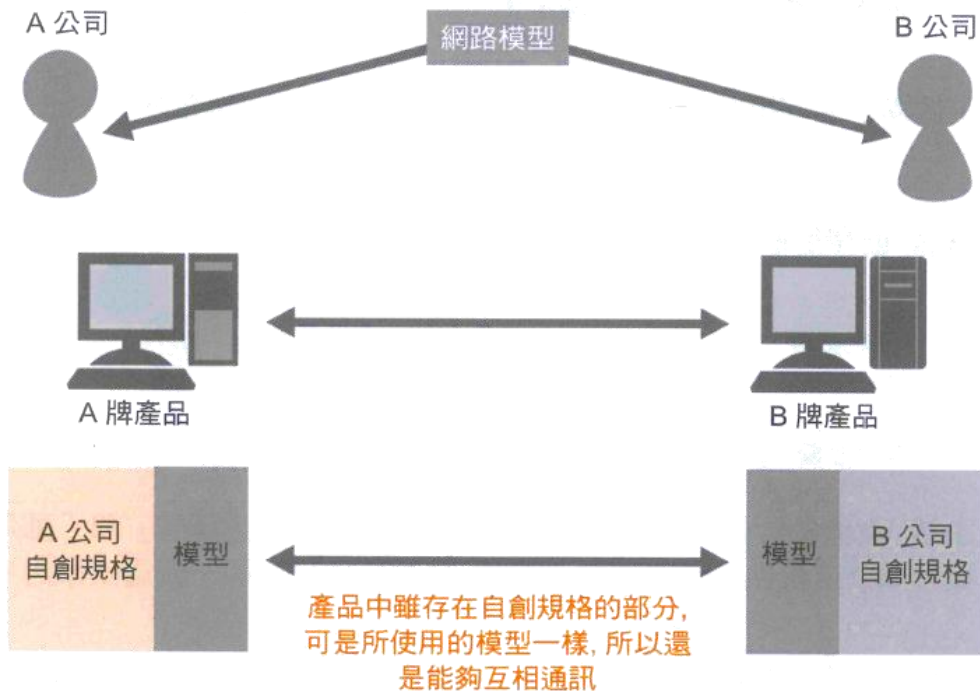 A 公司
網路模型
B 公司
A 牌產品
B 牌產品
A 公司
自創規格
模型
模型
B 公司
自創規格
產品中雖存在自創規格的部分,
可是所使用的模型一樣, 所以還
是能夠互相通訊